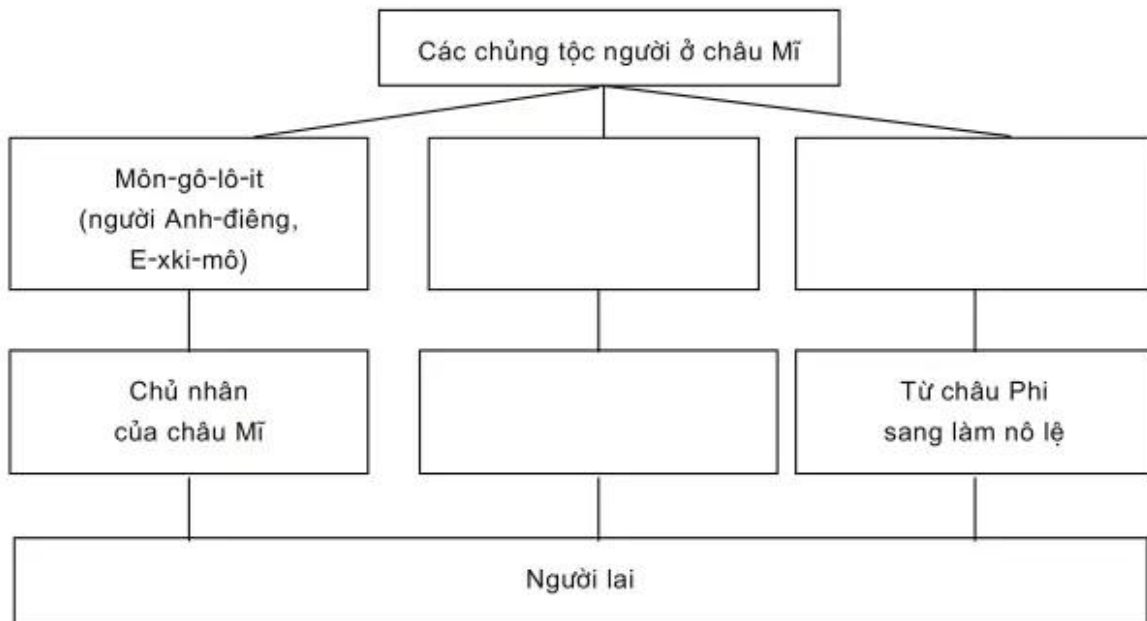 Các chủng tộc người ở châu Mĩ
Môn-gô-lô-it
(người Anh-điêng,
E-xki-mô)
Chủ nhân
của châu Mĩ
Từ châu Phi
sang làm nô lệ
Người lai